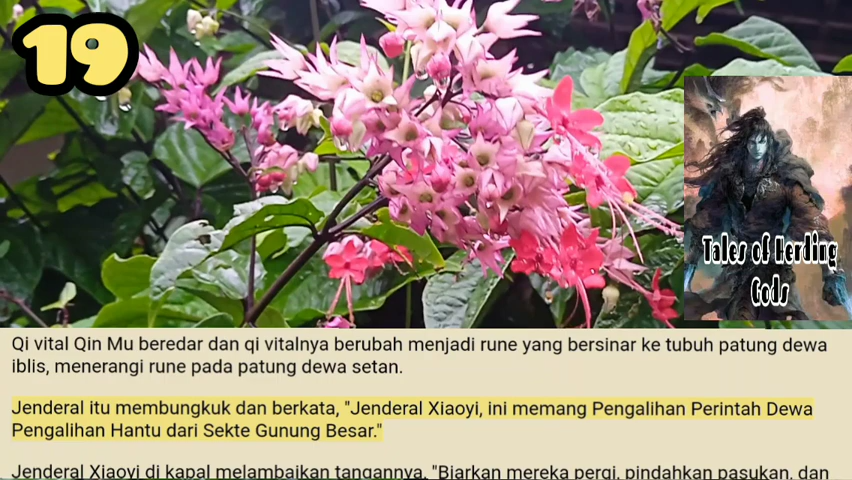 19
Tales of Herding
Gods
Qi vital Qin Mu beredar dan qi vitalnya berubah menjadi rune yang bersinar ke tubuh patung dewa
iblis, menerangi rune pada patung dewa setan.
Jenderal itu membungkuk dan berkata, "Jenderal Xiaoyi, ini memang Pengalihan Perintah Dewa
Pengalihan Hantu dari Sekte Gunung Besar."
Jenderal Xiaoyi di kapal melambaikan tangannya, "Biarkan mereka pergi, pindahkan pasukan, dan